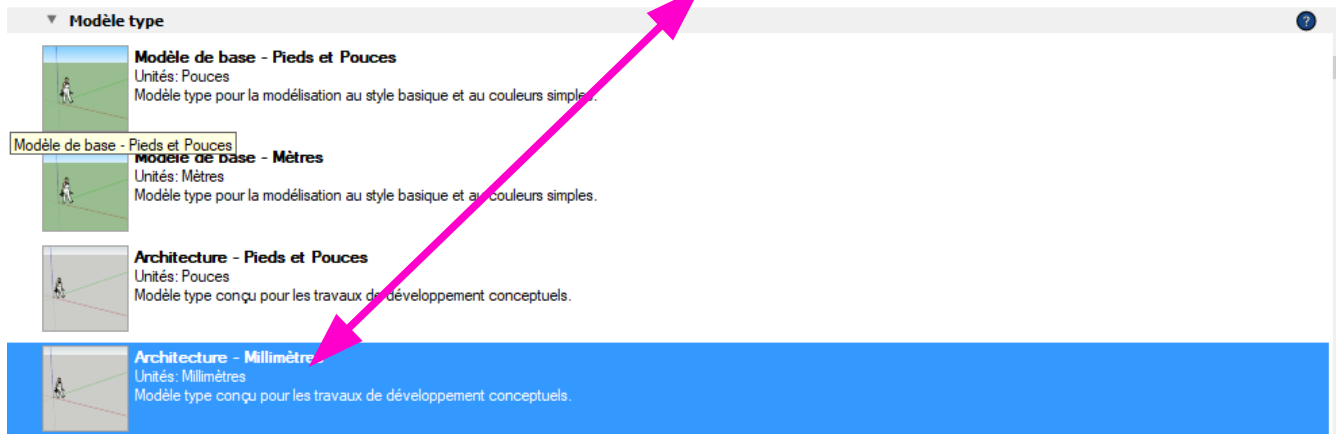 Modèle type
?
Modèle de base - Pieds et Pouces
Unités: Pouces
Modèle type pour la modélisation au style basique et au couleurs simples.
Modèle de base - Pieds et Pouces
Modèle de base - Mètres
Unités: Mètres
Modèle type pour la modélisation au style basique et au couleurs simples.
Architecture - Pieds et Pouces
Unités: Pouces
Modèle type conçu pour les travaux de développement conceptuels.
Architecture - Millimètres
Unités: Millimètres
Modèle type conçu pour les travaux de développement conceptuels.